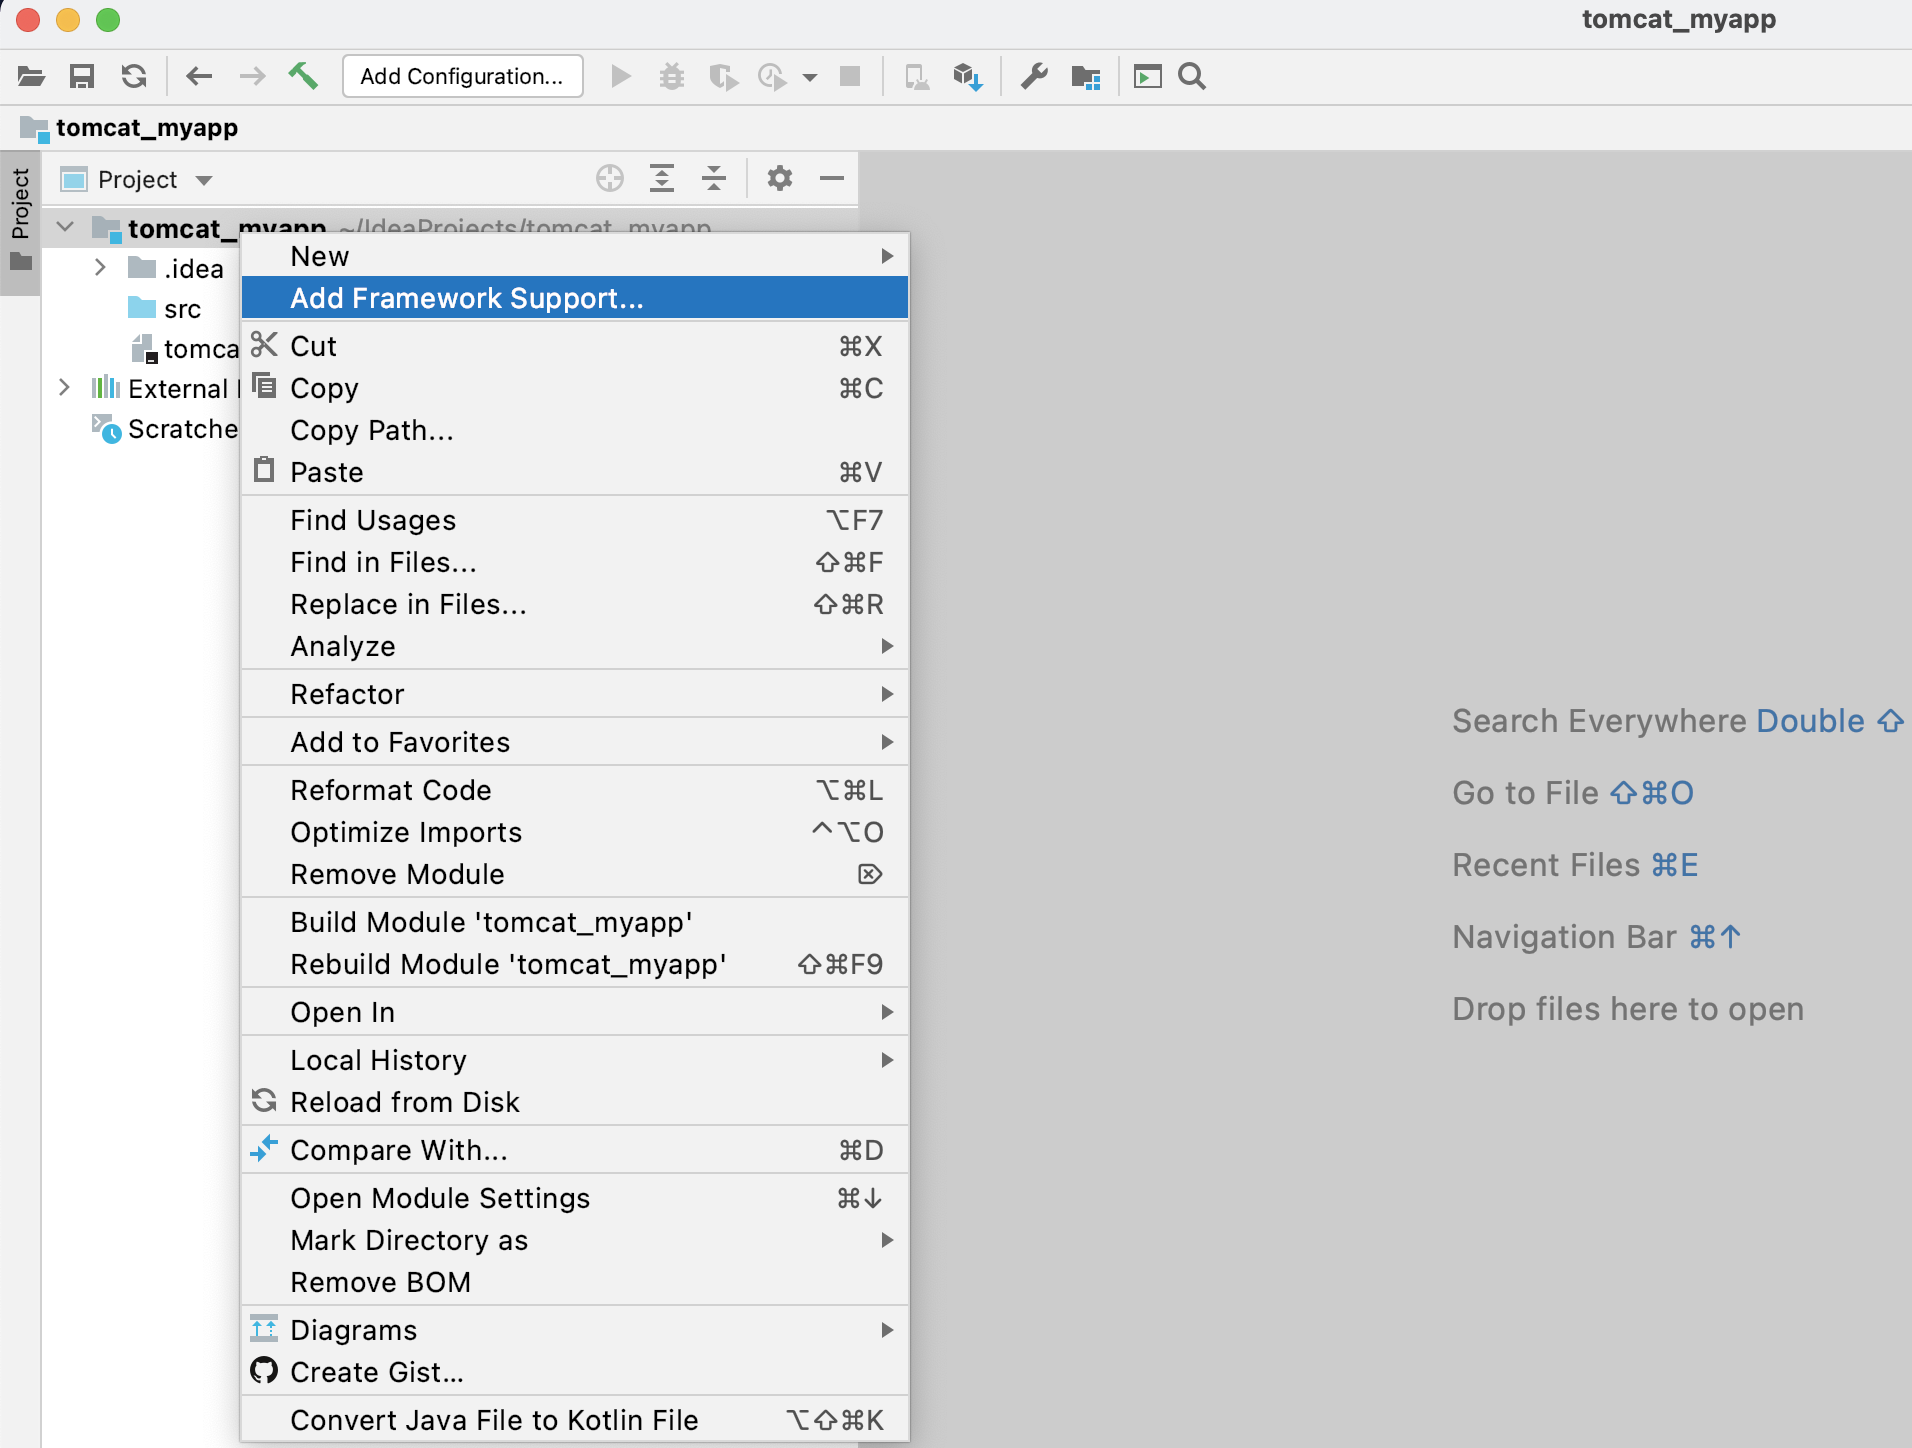 tomcat_myapp
Add Configuration...
tomcat_myapp
Project
Project
tomcat_myapp ~/IdeaProjects/tomcat_myapp
.idea
src
tomca
External
Scratche
New
Add Framework Support...
Cut ⌘X
Copy ⌘C
Copy Path...
Paste ⌘V
Find Usages ⌥F7
Find in Files... ⇧⌘F
Replace in Files... ⇧⌘R
Analyze
Refactor
Add to Favorites
Reformat Code ⌥⌘L
Optimize Imports ^⌥O
Remove Module ⌦
Build Module 'tomcat_myapp'
Rebuild Module 'tomcat_myapp' ⇧⌘F9
Open In
Local History
Reload from Disk
Compare With... ⌘D
Open Module Settings ⌘↓
Mark Directory as
Remove BOM
Diagrams
Create Gist...
Convert Java File to Kotlin File ⌥⇧⌘K
Search Everywhere Double ⇧
Go to File ⇧⌘O
Recent Files ⌘E
Navigation Bar ⌘↑
Drop files here to open